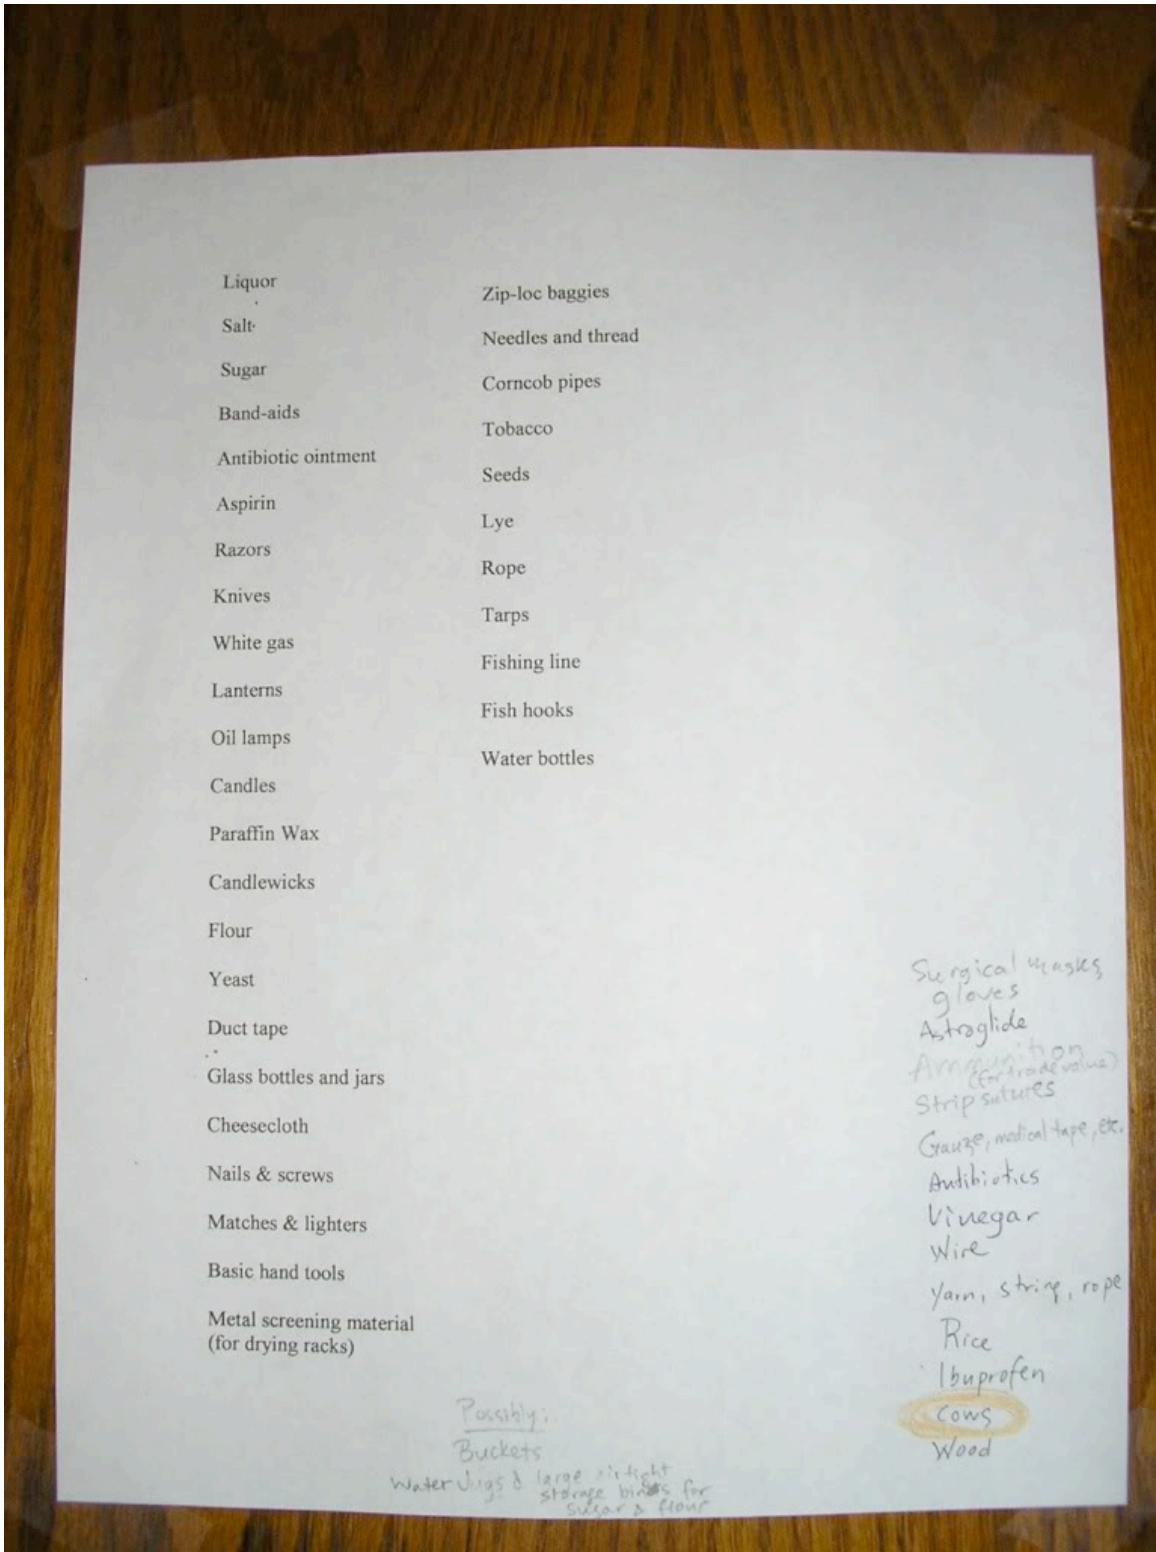 Liquor
Salt
Sugar
Band-aids
Antibiotic ointment
Aspirin
Razors
Knives
White gas
Lanterns
Oil lamps
Candles
Paraffin Wax
Candlewicks
Flour
Yeast
Duct tape
Glass bottles and jars
Cheesecloth
Nails & screws
Matches & lighters
Basic hand tools
Metal screening material
(for drying racks)
Zip-loc baggies
Needles and thread
Corncob pipes
Tobacco
Seeds
Lye
Rope
Tarps
Fishing line
Fish hooks
Water bottles
Surgical masks,
gloves
Astroglide
Ammunition
(for trade value)
Strip sutures
Gauze, medical tape, etc.
Antibiotics
Vinegar
Wire
Yarn, string, rope
Rice
Ibuprofen
Cows
Wood
Possibly:
Buckets
Water Jugs & large airtight
storage bins for
sugar & flour